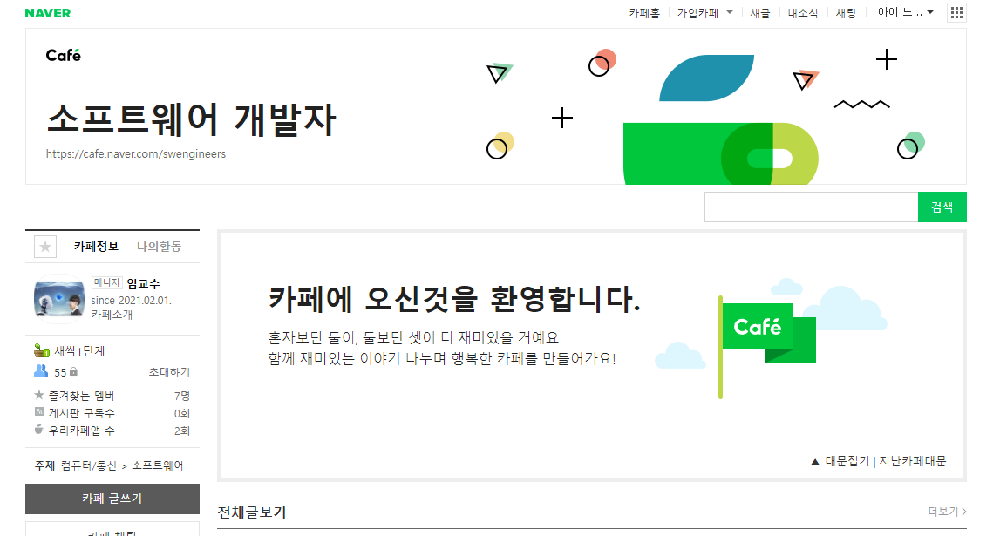 NAVER
카페홈 가입카페 새글 내소식 채팅 아이 노 ..
Café
소프트웨어 개발자
https://cafe.naver.com/swengineers
검색
카페정보 나의활동
매니저 임교수
since 2021.02.01.
카페소개
새싹1단계
55 초대하기
즐겨찾는 멤버 7명
게시판 구독수 0회
우리카페앱 수 2회
주제 컴퓨터/통신 > 소프트웨어
카페 글쓰기
카페 채팅
카페에 오신것을 환영합니다.
혼자보단 둘이, 둘보단 셋이 더 재미있을 거예요.
함께 재미있는 이야기 나누며 행복한 카페를 만들어가요!
Café
▲ 대문접기 | 지난카페대문
전체글보기 더보기 >